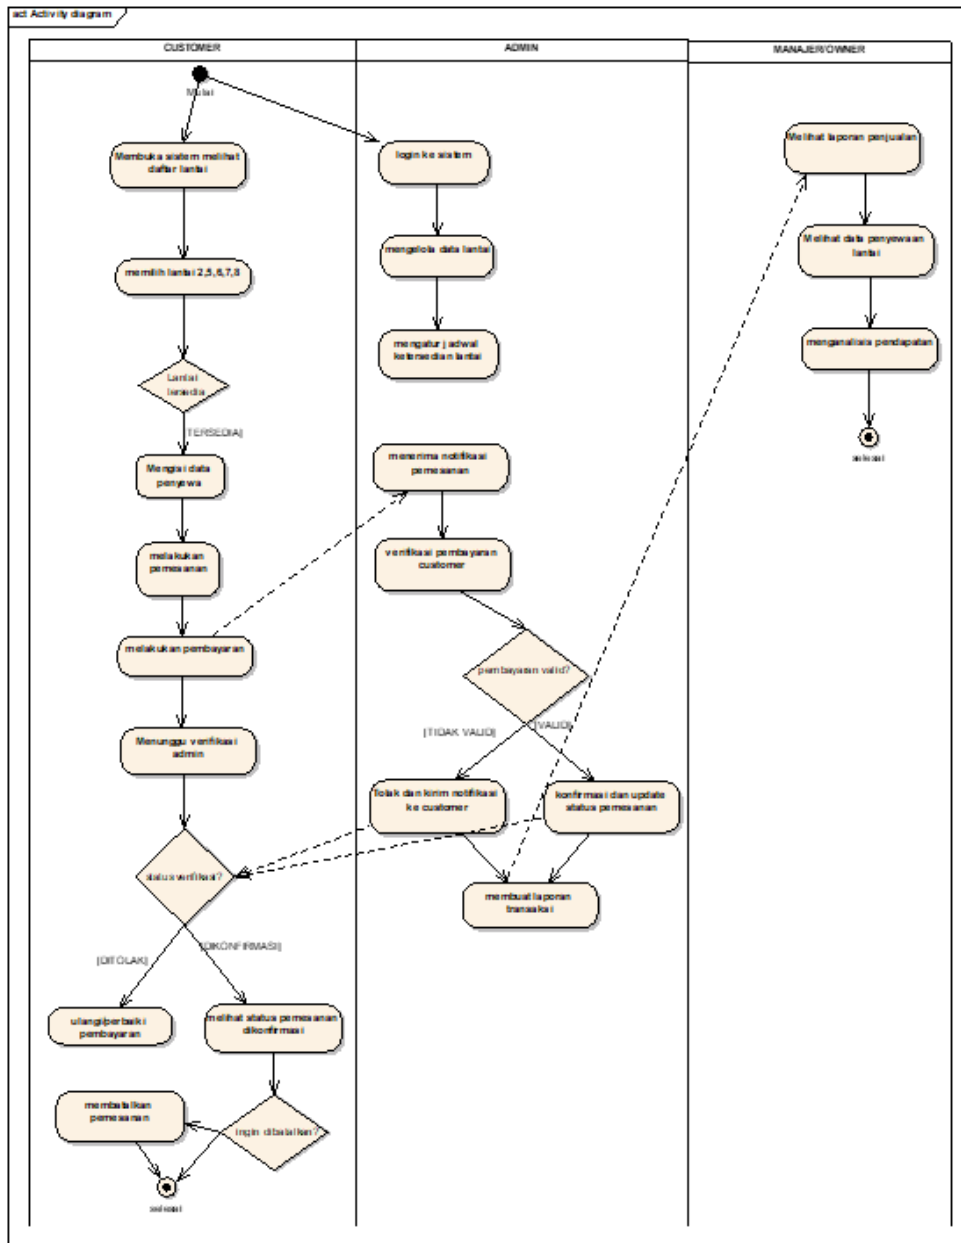 act Activity diagram
CUSTOMER
ADMIN
MANAJER/OWNER
Mulai
Membuka sistem melihat
daftar lantai
memilih lantai 2,5,6,7,8
Lantai
tersedia
[TERSEDIA]
Mengisi data
penyewa
melakukan
pemesanan
melakukan pembayaran
Menunggu verifikasi
admin
status verifikasi?
[DITOLAK]
[DIKONFIRMASI]
ulangi/perbaiki
pembayaran
melihat status pemesanan
dikonfirmasi
membatalkan
pemesanan
ingin dibatalkan?
selesai
login ke sistem
mengelola data lantai
mengatur jadwal
ketersedian lantai
menerima notifikasi
pemesanan
verifikasi pembayaran
customer
pembayaran valid?
[TIDAK VALID]
[VALID]
Tolak dan kirim notifikasi
ke customer
konfirmasi dan update
status pemesanan
membuat laporan
transaksi
Melihat laporan penjualan
Melihat data penyewaan
lantai
menganalisis pendapatan
selesai